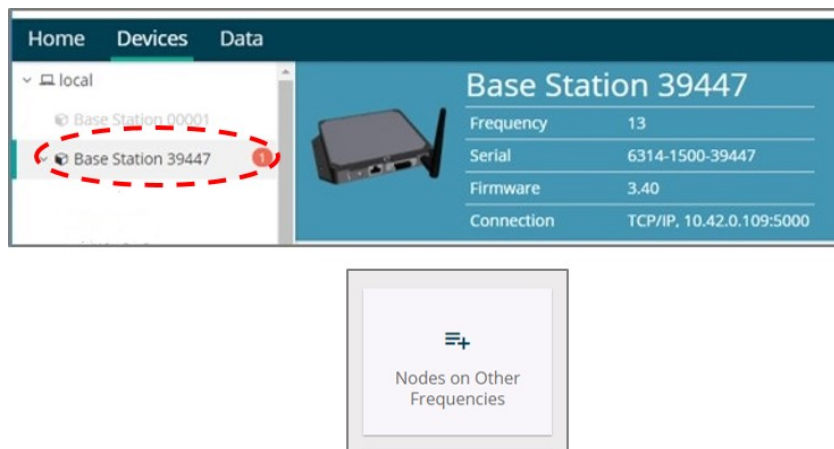 Home Devices Data
local
Base Station 00001
Base Station 39447 1
Base Station 39447
Frequency 13
Serial 6314-1500-39447
Firmware 3.40
Connection TCP/IP, 10.42.0.109:5000
Nodes on Other
Frequencies